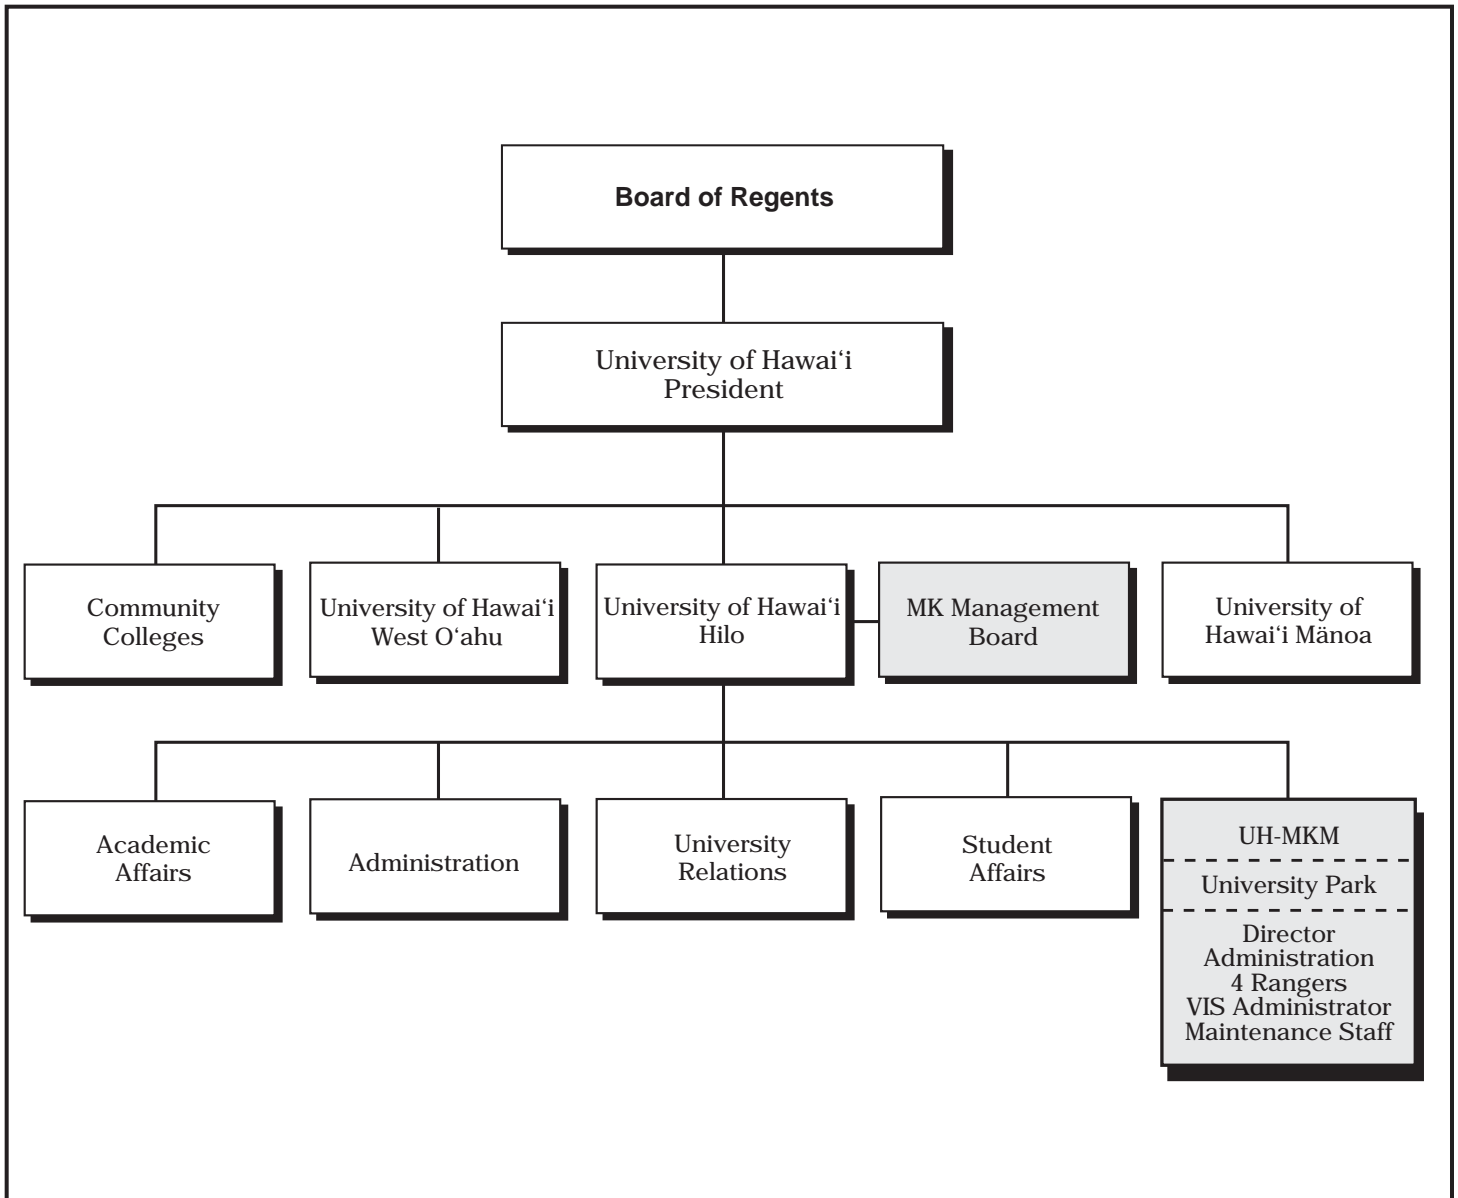 Board of Regents
University of Hawai‘i
President
Community
Colleges
University of Hawai‘i
West O‘ahu
University of Hawai‘i
Hilo
MK Management
Board
University of
Hawai‘i Mänoa
Academic
Affairs
Administration
University
Relations
Student
Affairs
UH-MKM
University Park
Director
Administration
4 Rangers
VIS Administrator
Maintenance Staff